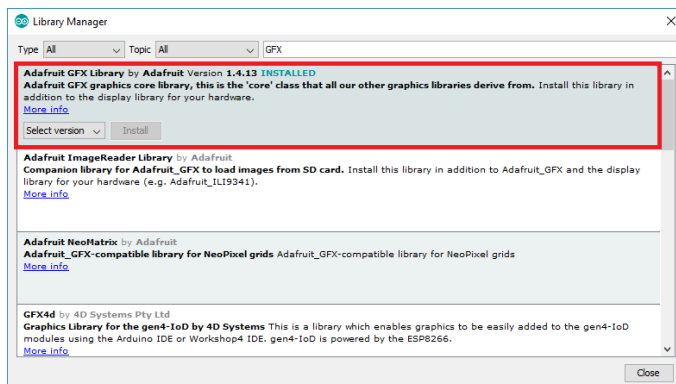 Library Manager
Type All Topic All GFX
Adafruit GFX Library by Adafruit Version 1.4.13 INSTALLED
Adafruit GFX graphics core library, this is the 'core' class that all our other graphics libraries derive from. Install this library in
addition to the display library for your hardware.
More info
Select version Install
Adafruit ImageReader Library by Adafruit
Companion library for Adafruit_GFX to load images from SD card. Install this library in addition to Adafruit_GFX and the display
library for your hardware (e.g. Adafruit_ILI9341).
More info
Adafruit NeoMatrix by Adafruit
Adafruit_GFX-compatible library for NeoPixel grids Adafruit_GFX-compatible library for NeoPixel grids
More info
GFX4d by 4D Systems Pty Ltd
Graphics Library for the gen4-IoD by 4D Systems This is a library which enables graphics to be easily added to the gen4-IoD
modules using the Arduino IDE or Workshop4 IDE. gen4-IoD is powered by the ESP8266.
More info
Close